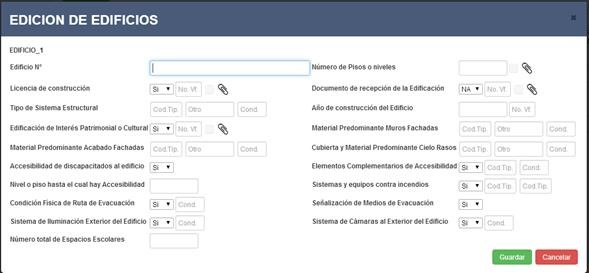 EDICION DE EDIFICIOS ×
EDIFICIO_1
Edificio N° Número de Pisos o niveles
Licencia de construcción Si No. Vf. Documento de recepción de la Edificación NA No. Vf.
Tipo de Sistema Estructural Cod.Tip. Otro Cond. Año de construcción del Edificio No. Vf.
Edificación de Interés Patrimonial o Cultural Si No. Vf. Material Predominante Muros Fachadas Cod.Tip. Otro Cond.
Material Predominante Acabado Fachadas Cod.Tip. Otro Cond. Cubierta y Material Predominante Cielo Rasos Cod.Tip. Otro Cond.
Accesibilidad de discapacitados al edificio Si Elementos Complementarios de Accesibilidad Si Cod.Tip. Cond.
Nivel o piso hasta el cual hay Accesibilidad Sistemas y equipos contra incendios Si Cod.Tip. Cod.Tip.
Condición Física de Ruta de Evacuación Si Cond. Señalización de Medios de Evacuación Si
Sistema de Iluminación Exterior del Edificio Si Cond. Sistema de Càmaras al Exterior del Edificio Si Cond.
Número total de Espacios Escolares
Guardar Cancelar